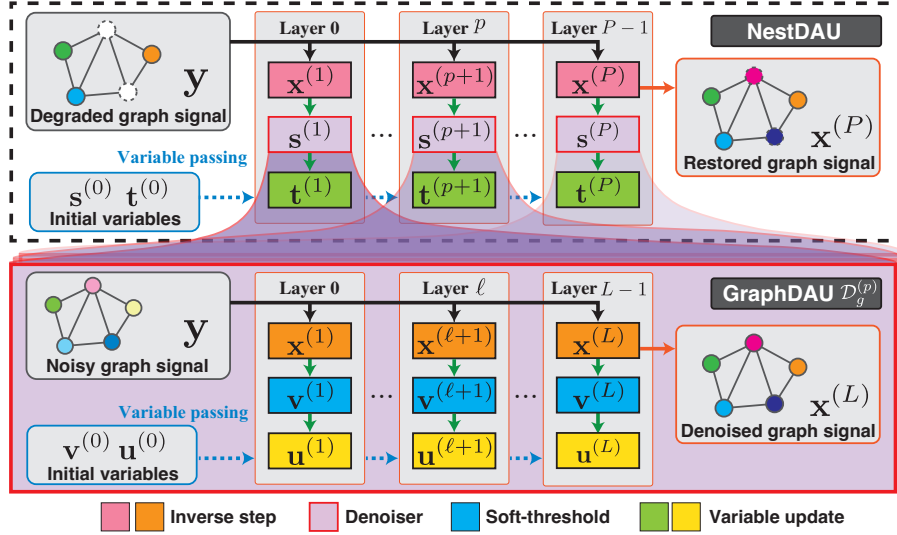 Layer 0
Layer p
Layer P − 1
NestDAU
y
Degraded graph signal
x^{(1)}
x^{(p+1)}
x^{(P)}
s^{(1)}
...
s^{(p+1)}
...
s^{(P)}
x^{(P)}
Restored graph signal
Variable passing
s^{(0)} t^{(0)}
Initial variables
t^{(1)}
t^{(p+1)}
t^{(P)}
Layer 0
Layer ℓ
Layer L − 1
GraphDAU 𝒟_g^{(p)}
y
Noisy graph signal
x^{(1)}
x^{(ℓ+1)}
x^{(L)}
v^{(1)}
...
v^{(ℓ+1)}
...
v^{(L)}
x^{(L)}
Denoised graph signal
Variable passing
v^{(0)} u^{(0)}
Initial variables
u^{(1)}
u^{(ℓ+1)}
u^{(L)}
Inverse step
Denoiser
Soft-threshold
Variable update